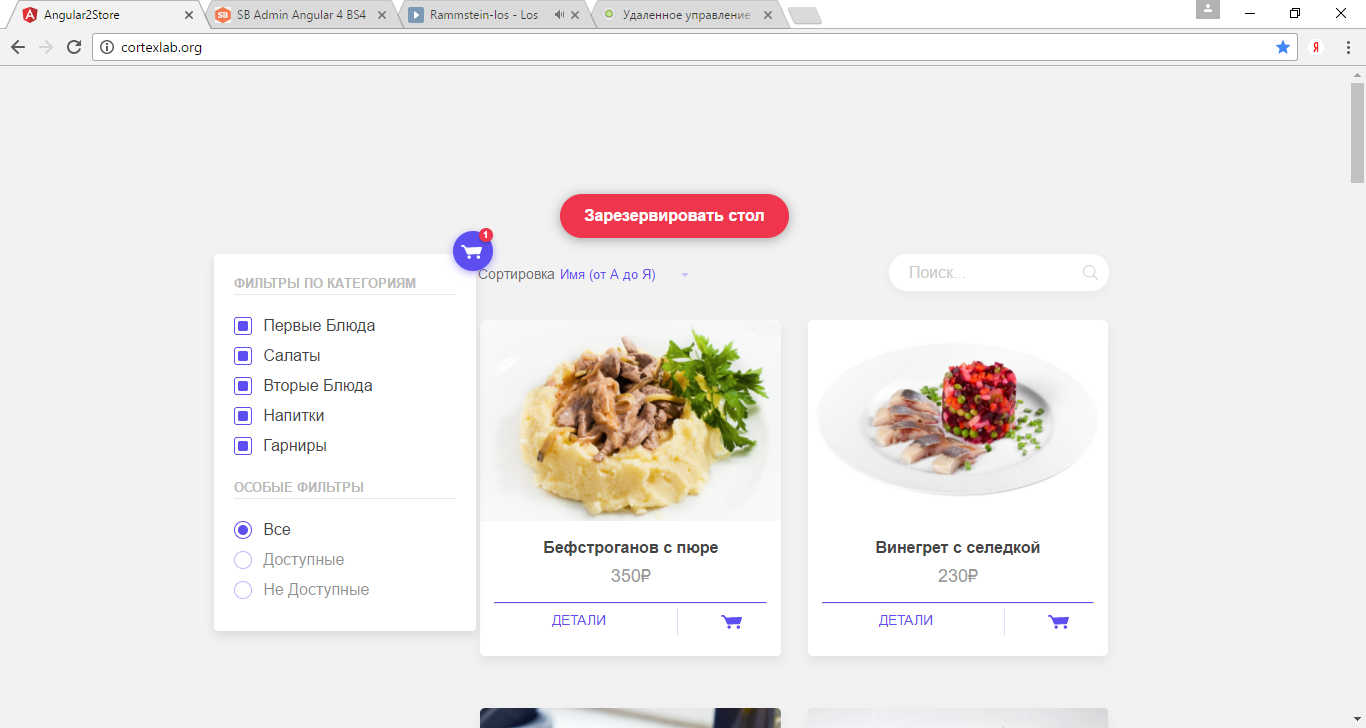 Angular2Store
SB Admin Angular 4 BS4
Rammstein-los - Los
Удаленное управление
cortexlab.org
Я
Зарезервировать стол
1
ФИЛЬТРЫ ПО КАТЕГОРИЯМ
Первые Блюда
Салаты
Вторые Блюда
Напитки
Гарниры
ОСОБЫЕ ФИЛЬТРЫ
Все
Доступные
Не Доступные
Сортировка Имя (от А до Я)
Поиск...
Бефстроганов с пюре
350₽
ДЕТАЛИ
Винегрет с селедкой
230₽
ДЕТАЛИ